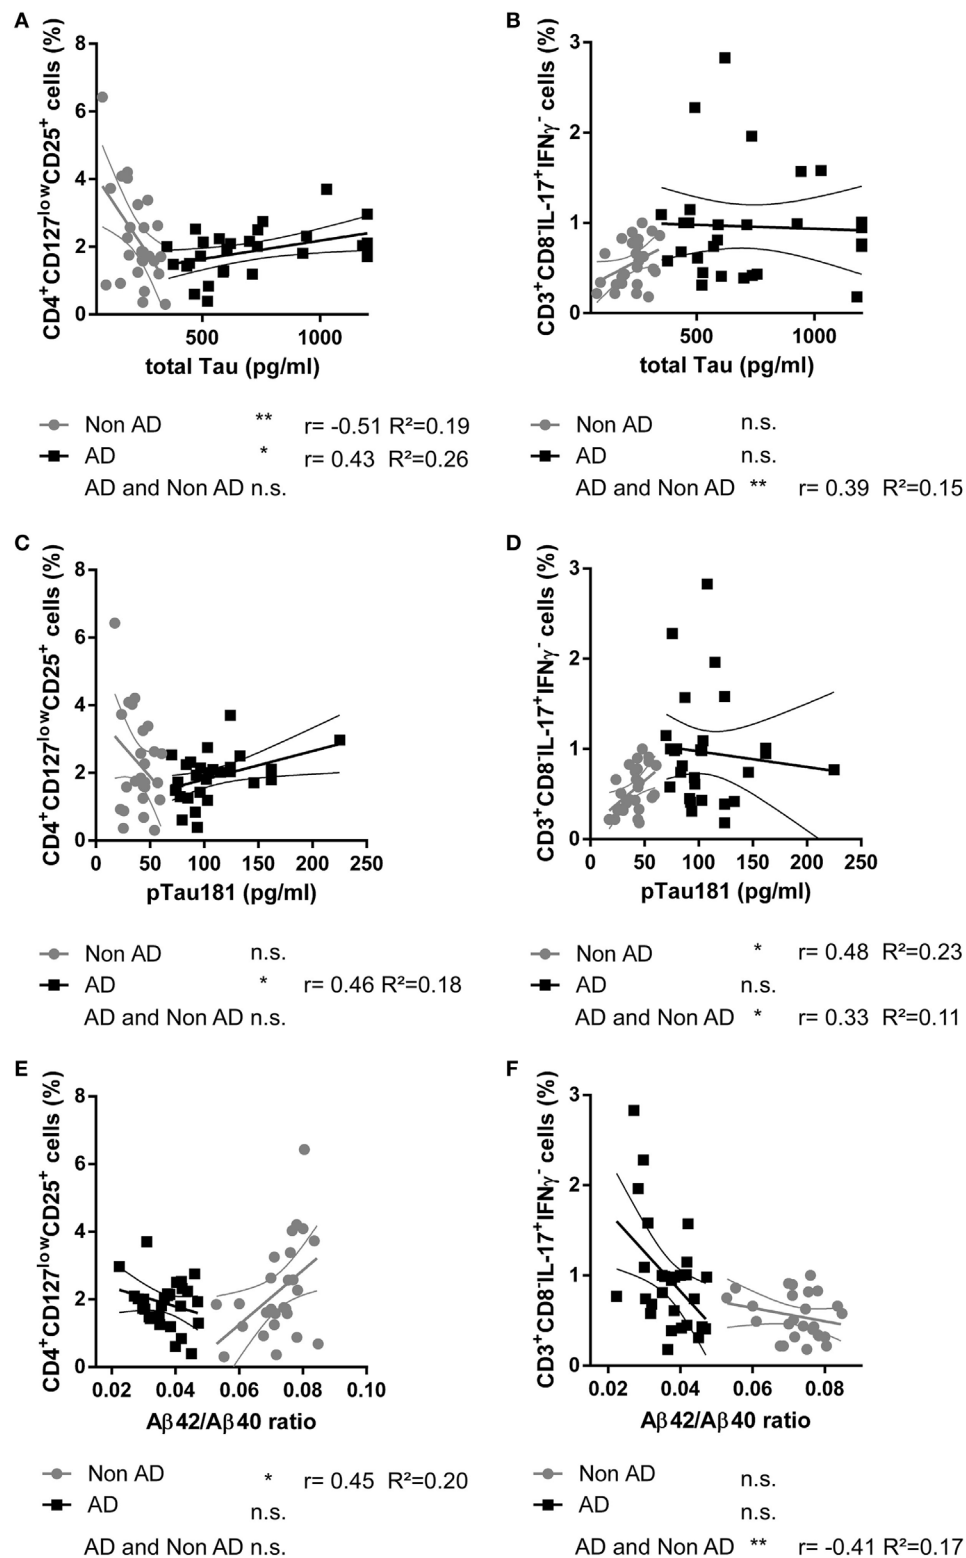 A
CD4⁺CD127ˡᵒʷCD25⁺ cells (%)
8
6
4
2
0
500 1000
total Tau (pg/ml)
Non AD ** r= -0.51 R²=0.19
AD * r= 0.43 R²=0.26
AD and Non AD n.s.
B
CD3⁺CD8⁻IL-17⁺IFNγ⁻ cells (%)
3
2
1
0
500 1000
total Tau (pg/ml)
Non AD n.s.
AD n.s.
AD and Non AD ** r= 0.39 R²=0.15
C
CD4⁺CD127ˡᵒʷCD25⁺ cells (%)
8
6
4
2
0
0 50 100 150 200 250
pTau181 (pg/ml)
Non AD n.s.
AD * r= 0.46 R²=0.18
AD and Non AD n.s.
D
CD3⁺CD8⁻IL-17⁺IFNγ⁻ cells (%)
3
2
1
0
0 50 100 150 200 250
pTau181 (pg/ml)
Non AD * r= 0.48 R²=0.23
AD n.s.
AD and Non AD * r= 0.33 R²=0.11
E
CD4⁺CD127ˡᵒʷCD25⁺ cells (%)
8
6
4
2
0
0.02 0.04 0.06 0.08 0.10
Aβ42/Aβ40 ratio
Non AD * r= 0.45 R²=0.20
AD n.s.
AD and Non AD n.s.
F
CD3⁺CD8⁻IL-17⁺IFNγ⁻ cells (%)
3
2
1
0
0.02 0.04 0.06 0.08
Aβ42/Aβ40 ratio
Non AD n.s.
AD n.s.
AD and Non AD ** r= -0.41 R²=0.17